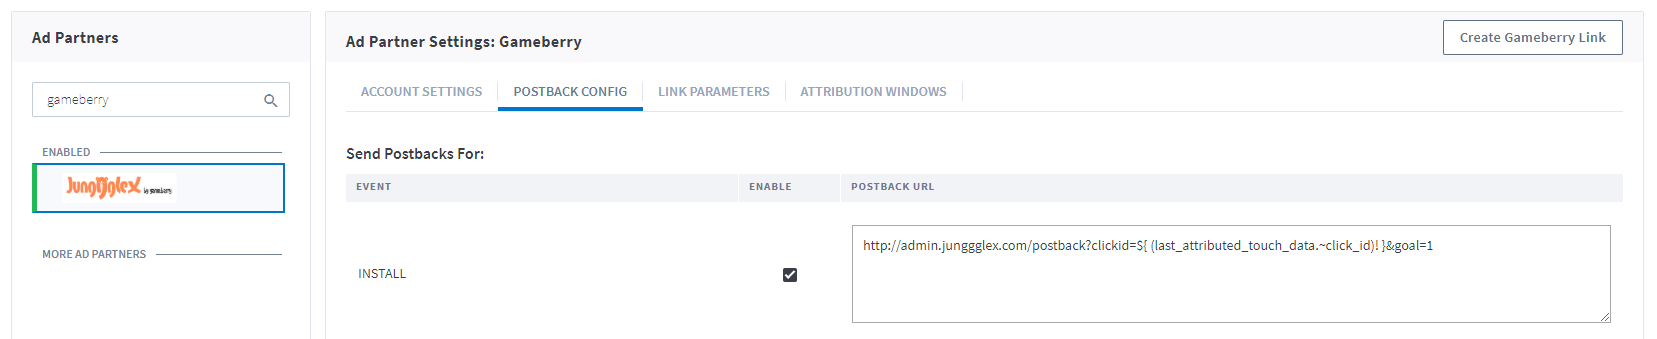 Ad Partners
gameberry
ENABLED
Junggglex by gameberry
MORE AD PARTNERS
Ad Partner Settings: Gameberry
Create Gameberry Link
ACCOUNT SETTINGS
POSTBACK CONFIG
LINK PARAMETERS
ATTRIBUTION WINDOWS
Send Postbacks For:
EVENT
ENABLE
POSTBACK URL
INSTALL
http://admin.junggglex.com/postback?clickid=${ (last_attributed_touch_data.~click_id)! }&goal=1